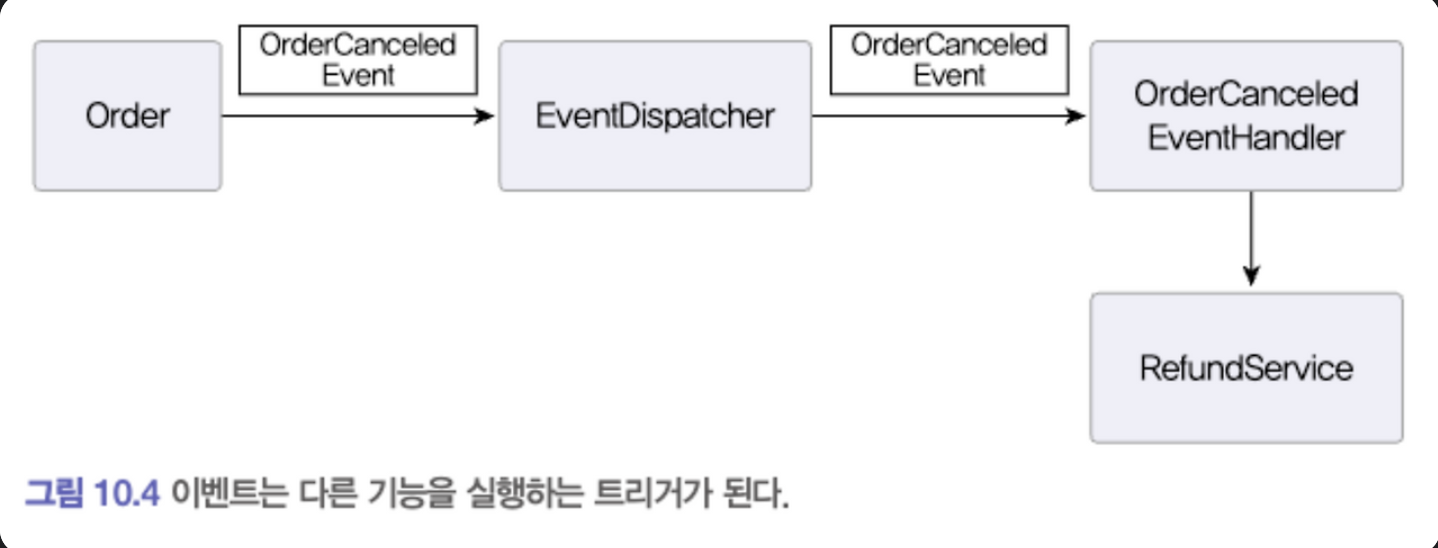 Order
OrderCanceled
Event
EventDispatcher
OrderCanceled
Event
OrderCanceled
EventHandler
RefundService
그림 10.4 이벤트는 다른 기능을 실행하는 트리거가 된다.